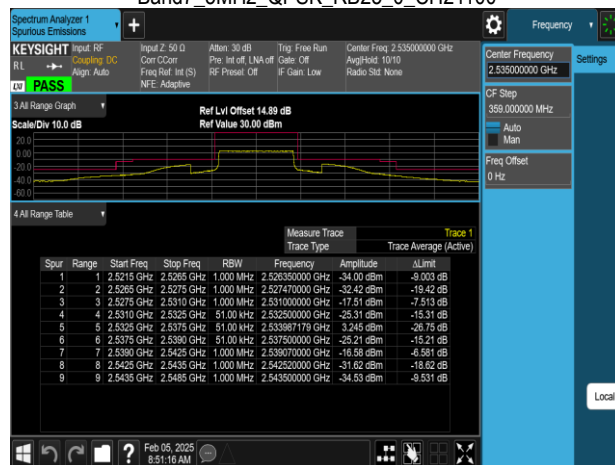 Band7_5MHz_QPSK_RB25_0_CH21100
Spectrum Analyzer 1
Spurious Emissions
Frequency
KEYSIGHT Input: RF Input Z: 50 Ω Atten: 30 dB Trig: Free Run Center Freq: 2.535000000 GHz
RL Coupling: DC Corr CCorr Pre: Int off, LNA off Gate: Off Avg|Hold: 10/10
Align: Auto Freq Ref: Int (S) RF Presel: Off IF Gain: Low Radio Std: None
LXI PASS NFE: Adaptive
Center Frequency
2.535000000 GHz
Settings
CF Step
359.000000 MHz
Auto
Man
Freq Offset
0 Hz
3 All Range Graph
Ref Lvl Offset 14.89 dB
Scale/Div 10.0 dB Ref Value 30.00 dBm
20.0
0.00
-20.0
-40.0
-60.0
4 All Range Table
Measure Trace Trace 1
Trace Type Trace Average (Active)
Spur Range Start Freq Stop Freq RBW Frequency Amplitude ΔLimit
1 1 2.5215 GHz 2.5265 GHz 1.000 MHz 2.526350000 GHz -34.00 dBm -9.003 dB
2 2 2.5265 GHz 2.5275 GHz 1.000 MHz 2.527470000 GHz -32.42 dBm -19.42 dB
3 3 2.5275 GHz 2.5310 GHz 1.000 MHz 2.531000000 GHz -17.51 dBm -7.513 dB
4 4 2.5310 GHz 2.5325 GHz 51.00 kHz 2.532500000 GHz -25.31 dBm -15.31 dB
5 5 2.5325 GHz 2.5375 GHz 51.00 kHz 2.533987179 GHz 3.245 dBm -26.75 dB
6 6 2.5375 GHz 2.5390 GHz 51.00 kHz 2.537500000 GHz -25.21 dBm -15.21 dB
7 7 2.5390 GHz 2.5425 GHz 1.000 MHz 2.539070000 GHz -16.58 dBm -6.581 dB
8 8 2.5425 GHz 2.5435 GHz 1.000 MHz 2.542520000 GHz -31.62 dBm -18.62 dB
9 9 2.5435 GHz 2.5485 GHz 1.000 MHz 2.543500000 GHz -34.53 dBm -9.531 dB
Local
Feb 05, 2025
8:51:16 AM